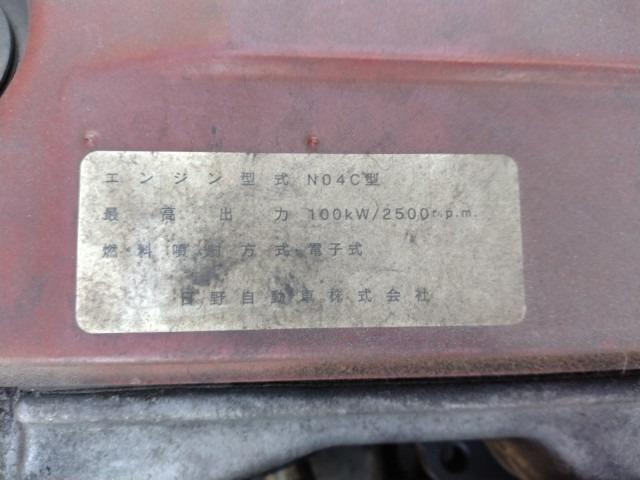 エンジン型式 N04C型
最高出力 100kW/2500r.p.m.
燃料噴射方式 電子式
日野自動車株式会社